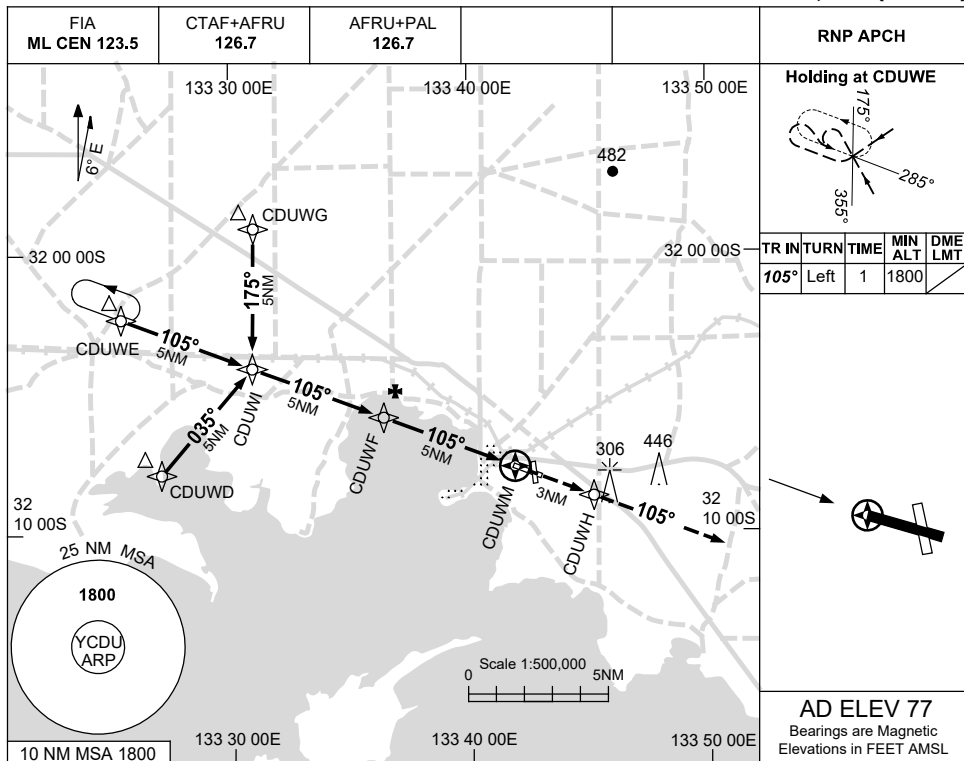 FIA
ML CEN 123.5
CTAF+AFRU
126.7
AFRU+PAL
126.7
RNP APCH
133 30 00E
133 40 00E
133 50 00E
6° E
482
CDUWG
32 00 00S
32 00 00S
175°
5NM
CDUWE
105°
5NM
105°
5NM
CDUWI
035°
5NM
CDUWD
CDUWF
105°
5NM
CDUWM
3NM
CDUWH
306
446
105°
32
10 00S
32
10 00S
25 NM MSA
1800
YCDU
ARP
10 NM MSA 1800
Scale 1:500,000
0
5NM
133 30 00E
133 40 00E
133 50 00E
Holding at CDUWE
175°
285°
355°
TR IN TURN TIME MIN ALT DME LMT
105° Left 1 1800
AD ELEV 77
Bearings are Magnetic
Elevations in FEET AMSL